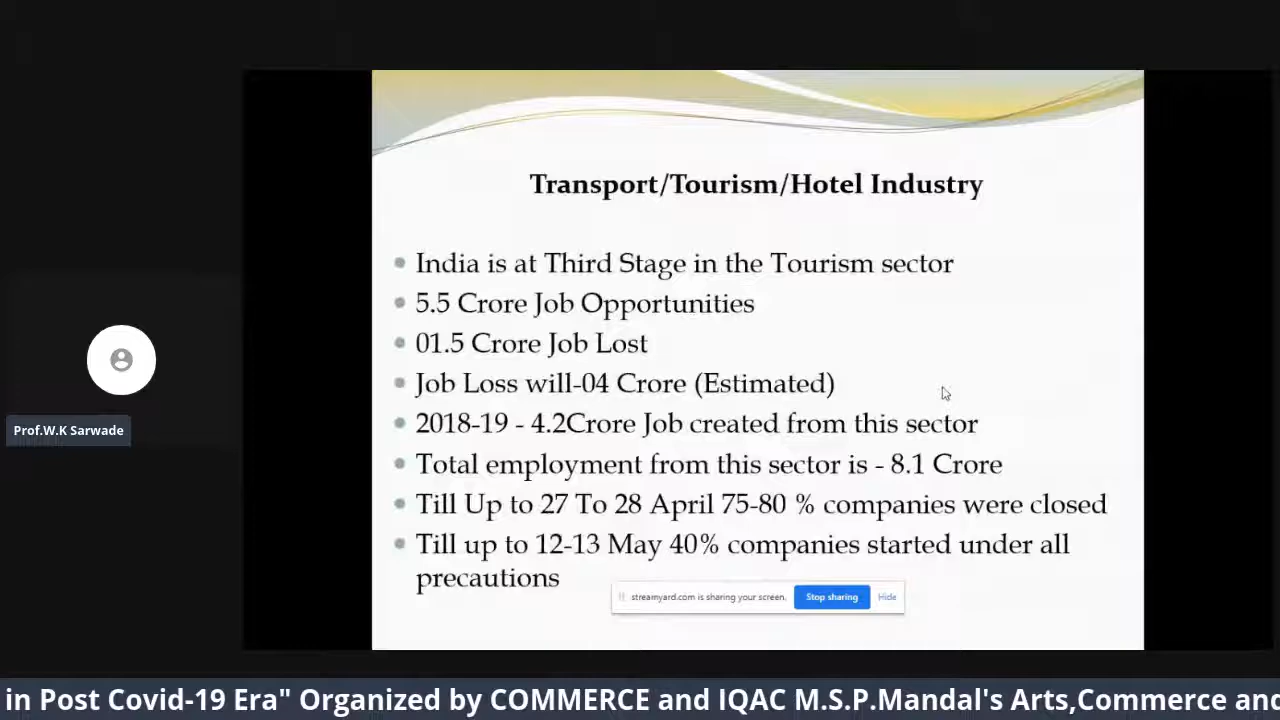 Transport/Tourism/Hotel Industry
India is at Third Stage in the Tourism sector
5.5 Crore Job Opportunities
01.5 Crore Job Lost
Job Loss will-04 Crore (Estimated)
2018-19 - 4.2Crore Job created from this sector
Total employment from this sector is - 8.1 Crore
Till Up to 27 To 28 April 75-80 % companies were closed
Till up to 12-13 May 40% companies started under all
precautions
Prof.W.K Sarwade
streamyard.com is sharing your screen.
Stop sharing
Hide
in Post Covid-19 Era" Organized by COMMERCE and IQAC M.S.P.Mandal's Arts,Commerce and